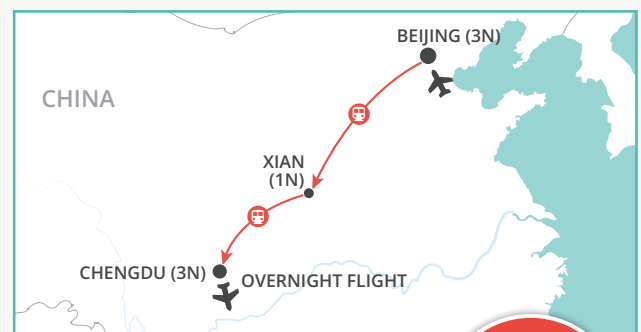 BEIJING (3N)
CHINA
XIAN
(1N)
CHENGDU (3N)
OVERNIGHT FLIGHT